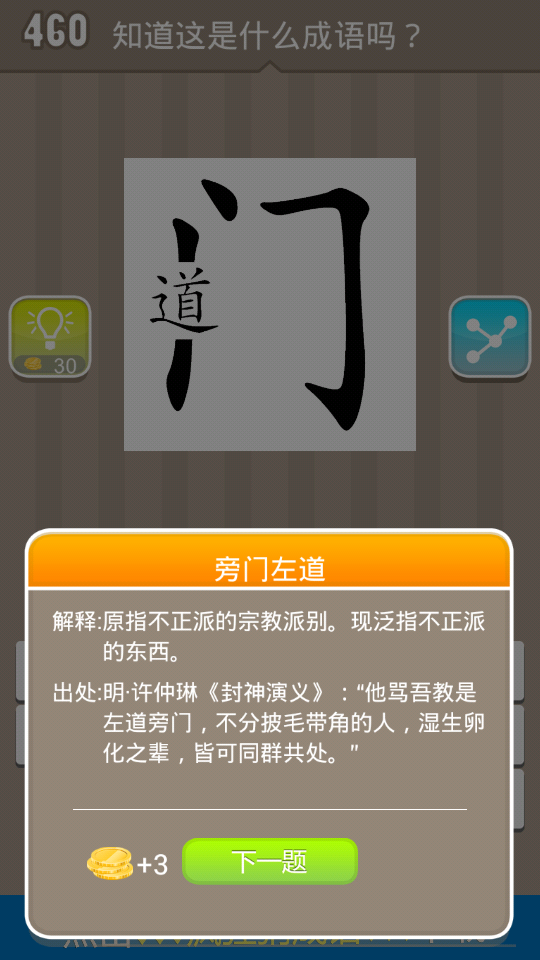 460 知道这是什么成语吗？
门
道
30
旁门左道
解释:原指不正派的宗教派别。现泛指不正派
的东西。
出处:明·许仲琳《封神演义》：“他骂吾教是
左道旁门，不分披毛带角的人，湿生卵
化之辈，皆可同群共处。”
+3 下一题